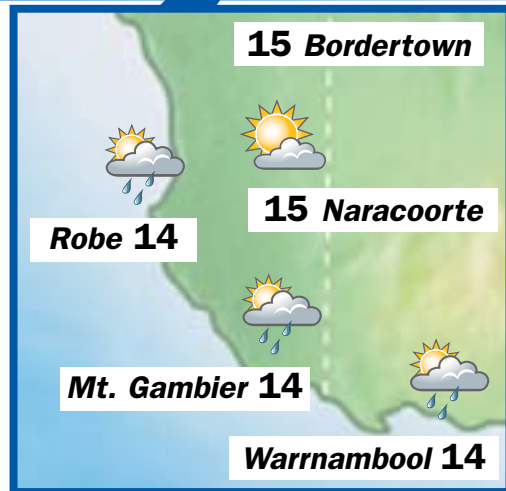 15 Bordertown
15 Naracoorte
Robe 14
Mt. Gambier 14
Warrnambool 14